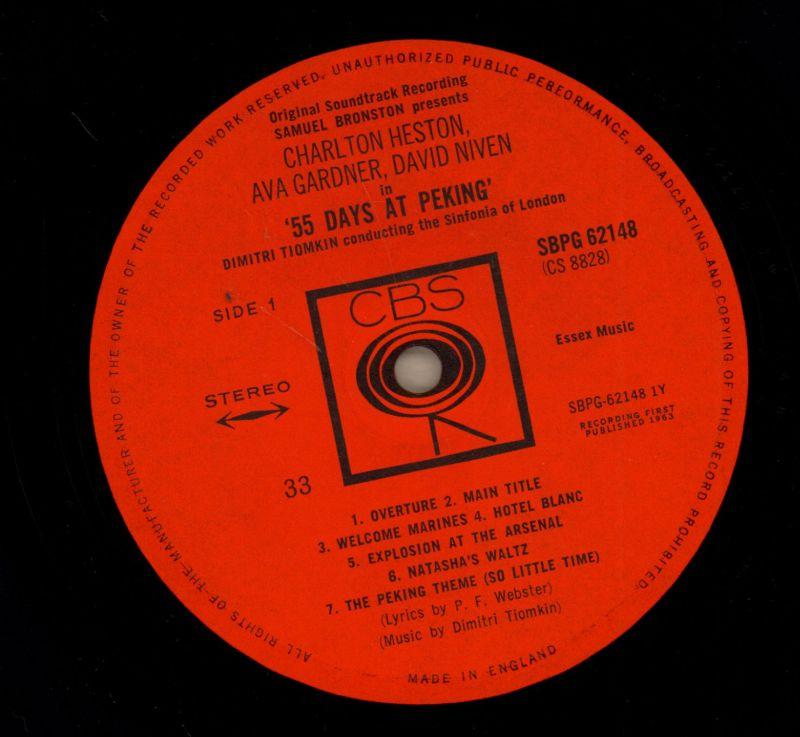 ALL RIGHTS OF THE MANUFACTURER AND OF THE OWNER OF THE RECORDED WORK RESERVED. UNAUTHORIZED PUBLIC PERFORMANCE, BROADCASTING AND COPYING OF THIS RECORD PROHIBITED.
Original Soundtrack Recording
SAMUEL BRONSTON presents
CHARLTON HESTON,
AVA GARDNER, DAVID NIVEN
in
'55 DAYS AT PEKING'
DIMITRI TIOMKIN conducting the Sinfonia of London
SBPG 62148
(CS 8828)
SIDE 1
CBS
Essex Music
STEREO
SBPG-62148 1Y
RECORDING FIRST
PUBLISHED 1963
33
1. OVERTURE 2. MAIN TITLE
3. WELCOME MARINES 4. HOTEL BLANC
5. EXPLOSION AT THE ARSENAL
6. NATASHA'S WALTZ
7. THE PEKING THEME (SO LITTLE TIME)
(Lyrics by P. F. Webster)
(Music by Dimitri Tiomkin)
MADE IN ENGLAND